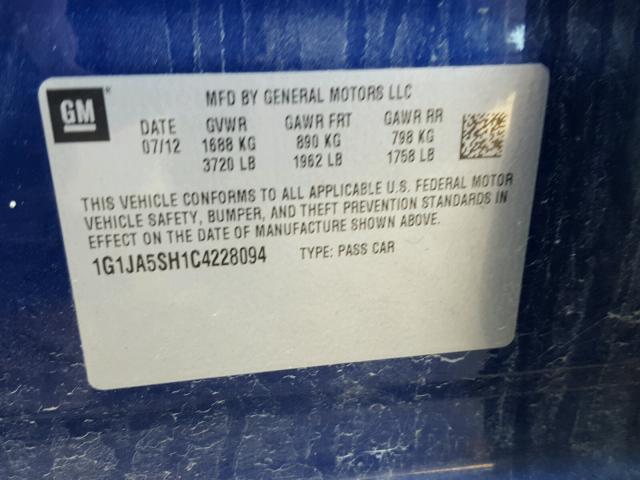 GM®
MFD BY GENERAL MOTORS LLC
DATE GVWR GAWR FRT GAWR RR
07/12 1688 KG 890 KG 798 KG
3720 LB 1962 LB 1758 LB
THIS VEHICLE CONFORMS TO ALL APPLICABLE U.S. FEDERAL MOTOR
VEHICLE SAFETY, BUMPER, AND THEFT PREVENTION STANDARDS IN
EFFECT ON THE DATE OF MANUFACTURE SHOWN ABOVE.
1G1JA5SH1C4228094 TYPE: PASS CAR